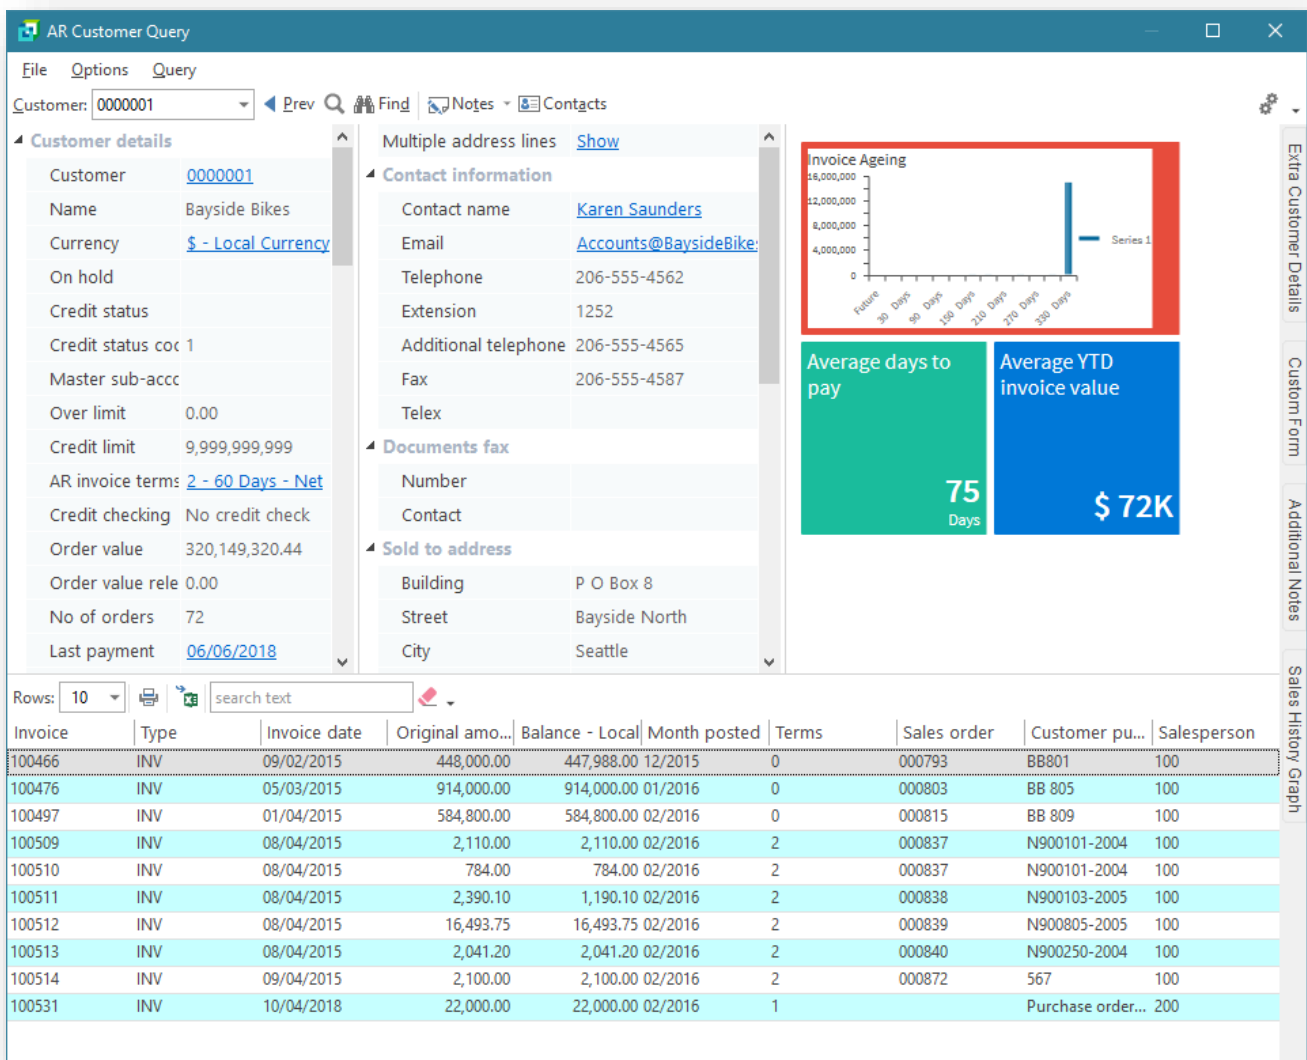 AR Customer Query
File Options Query
Customer: 0000001 Prev Find Notes Contacts
Customer details
Customer 0000001
Name Bayside Bikes
Currency $ - Local Currency
On hold
Credit status
Credit status coc 1
Master sub-accc
Over limit 0.00
Credit limit 9,999,999,999
AR invoice terms 2 - 60 Days - Net
Credit checking No credit check
Order value 320,149,320.44
Order value rele 0.00
No of orders 72
Last payment 06/06/2018
Multiple address lines Show
Contact information
Contact name Karen Saunders
Email Accounts@BaysideBike
Telephone 206-555-4562
Extension 1252
Additional telephone 206-555-4565
Fax 206-555-4587
Telex
Documents fax
Number
Contact
Sold to address
Building P O Box 8
Street Bayside North
City Seattle
Invoice Ageing
16,000,000
12,000,000
8,000,000
4,000,000
0
Future
30 Days
90 Days
150 Days
210 Days
270 Days
330 Days
Series 1
Average days to
pay
75
Days
Average YTD
invoice value
$ 72K
Extra Customer Details
Custom Form
Additional Notes
Sales History Graph
Rows: 10 search text
Invoice Type Invoice date Original amo... Balance - Local Month posted Terms Sales order Customer pu... Salesperson
100466 INV 09/02/2015 448,000.00 447,988.00 12/2015 0 000793 BB801 100
100476 INV 05/03/2015 914,000.00 914,000.00 01/2016 0 000803 BB 805 100
100497 INV 01/04/2015 584,800.00 584,800.00 02/2016 0 000815 BB 809 100
100509 INV 08/04/2015 2,110.00 2,110.00 02/2016 2 000837 N900101-2004 100
100510 INV 08/04/2015 784.00 784.00 02/2016 2 000837 N900101-2004 100
100511 INV 08/04/2015 2,390.10 1,190.10 02/2016 2 000838 N900103-2005 100
100512 INV 08/04/2015 16,493.75 16,493.75 02/2016 2 000839 N900805-2005 100
100513 INV 08/04/2015 2,041.20 2,041.20 02/2016 2 000840 N900250-2004 100
100514 INV 09/04/2015 2,100.00 2,100.00 02/2016 2 000872 567 100
100531 INV 10/04/2018 22,000.00 22,000.00 02/2016 1 Purchase order... 200